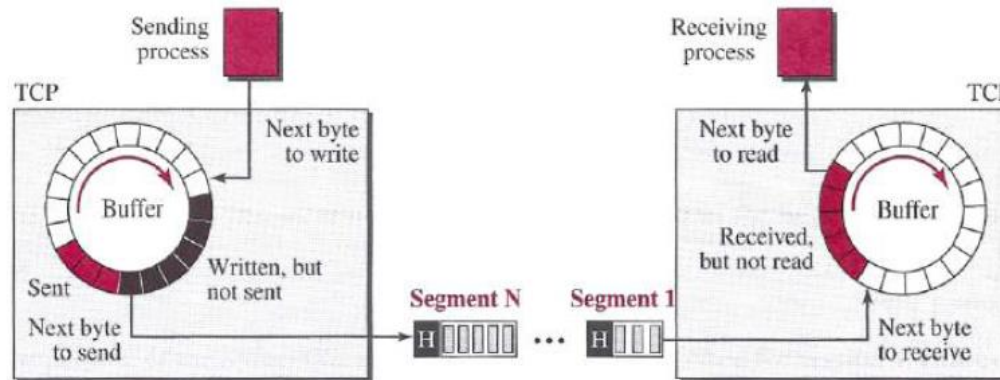 Sending
process
Receiving
process
TCP
TCP
Next byte
to write
Next byte
to read
Buffer
Buffer
Sent
Written, but
not sent
Received,
but not read
Segment N
Segment 1
H
...
H
Next byte
to send
Next byte
to receive